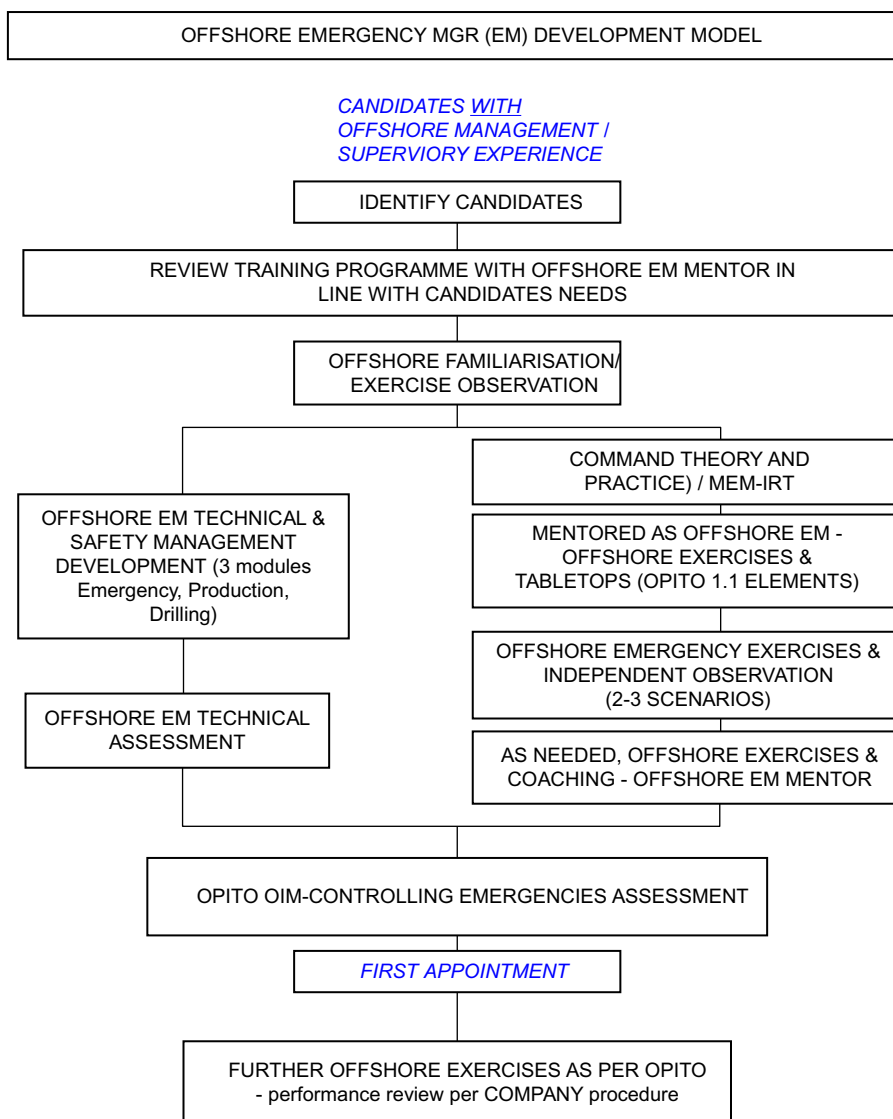 OFFSHORE EMERGENCY MGR (EM) DEVELOPMENT MODEL
CANDIDATES WITH
OFFSHORE MANAGEMENT /
SUPERVIORY EXPERIENCE
IDENTIFY CANDIDATES
REVIEW TRAINING PROGRAMME WITH OFFSHORE EM MENTOR IN
LINE WITH CANDIDATES NEEDS
OFFSHORE FAMILIARISATION/
EXERCISE OBSERVATION
OFFSHORE EM TECHNICAL &
SAFETY MANAGEMENT
DEVELOPMENT (3 modules
Emergency, Production,
Drilling)
OFFSHORE EM TECHNICAL
ASSESSMENT
COMMAND THEORY AND
PRACTICE) / MEM-IRT
MENTORED AS OFFSHORE EM -
OFFSHORE EXERCISES &
TABLETOPS (OPITO 1.1 ELEMENTS)
OFFSHORE EMERGENCY EXERCISES &
INDEPENDENT OBSERVATION
(2-3 SCENARIOS)
AS NEEDED, OFFSHORE EXERCISES &
COACHING - OFFSHORE EM MENTOR
OPITO OIM-CONTROLLING EMERGENCIES ASSESSMENT
FIRST APPOINTMENT
FURTHER OFFSHORE EXERCISES AS PER OPITO
- performance review per COMPANY procedure